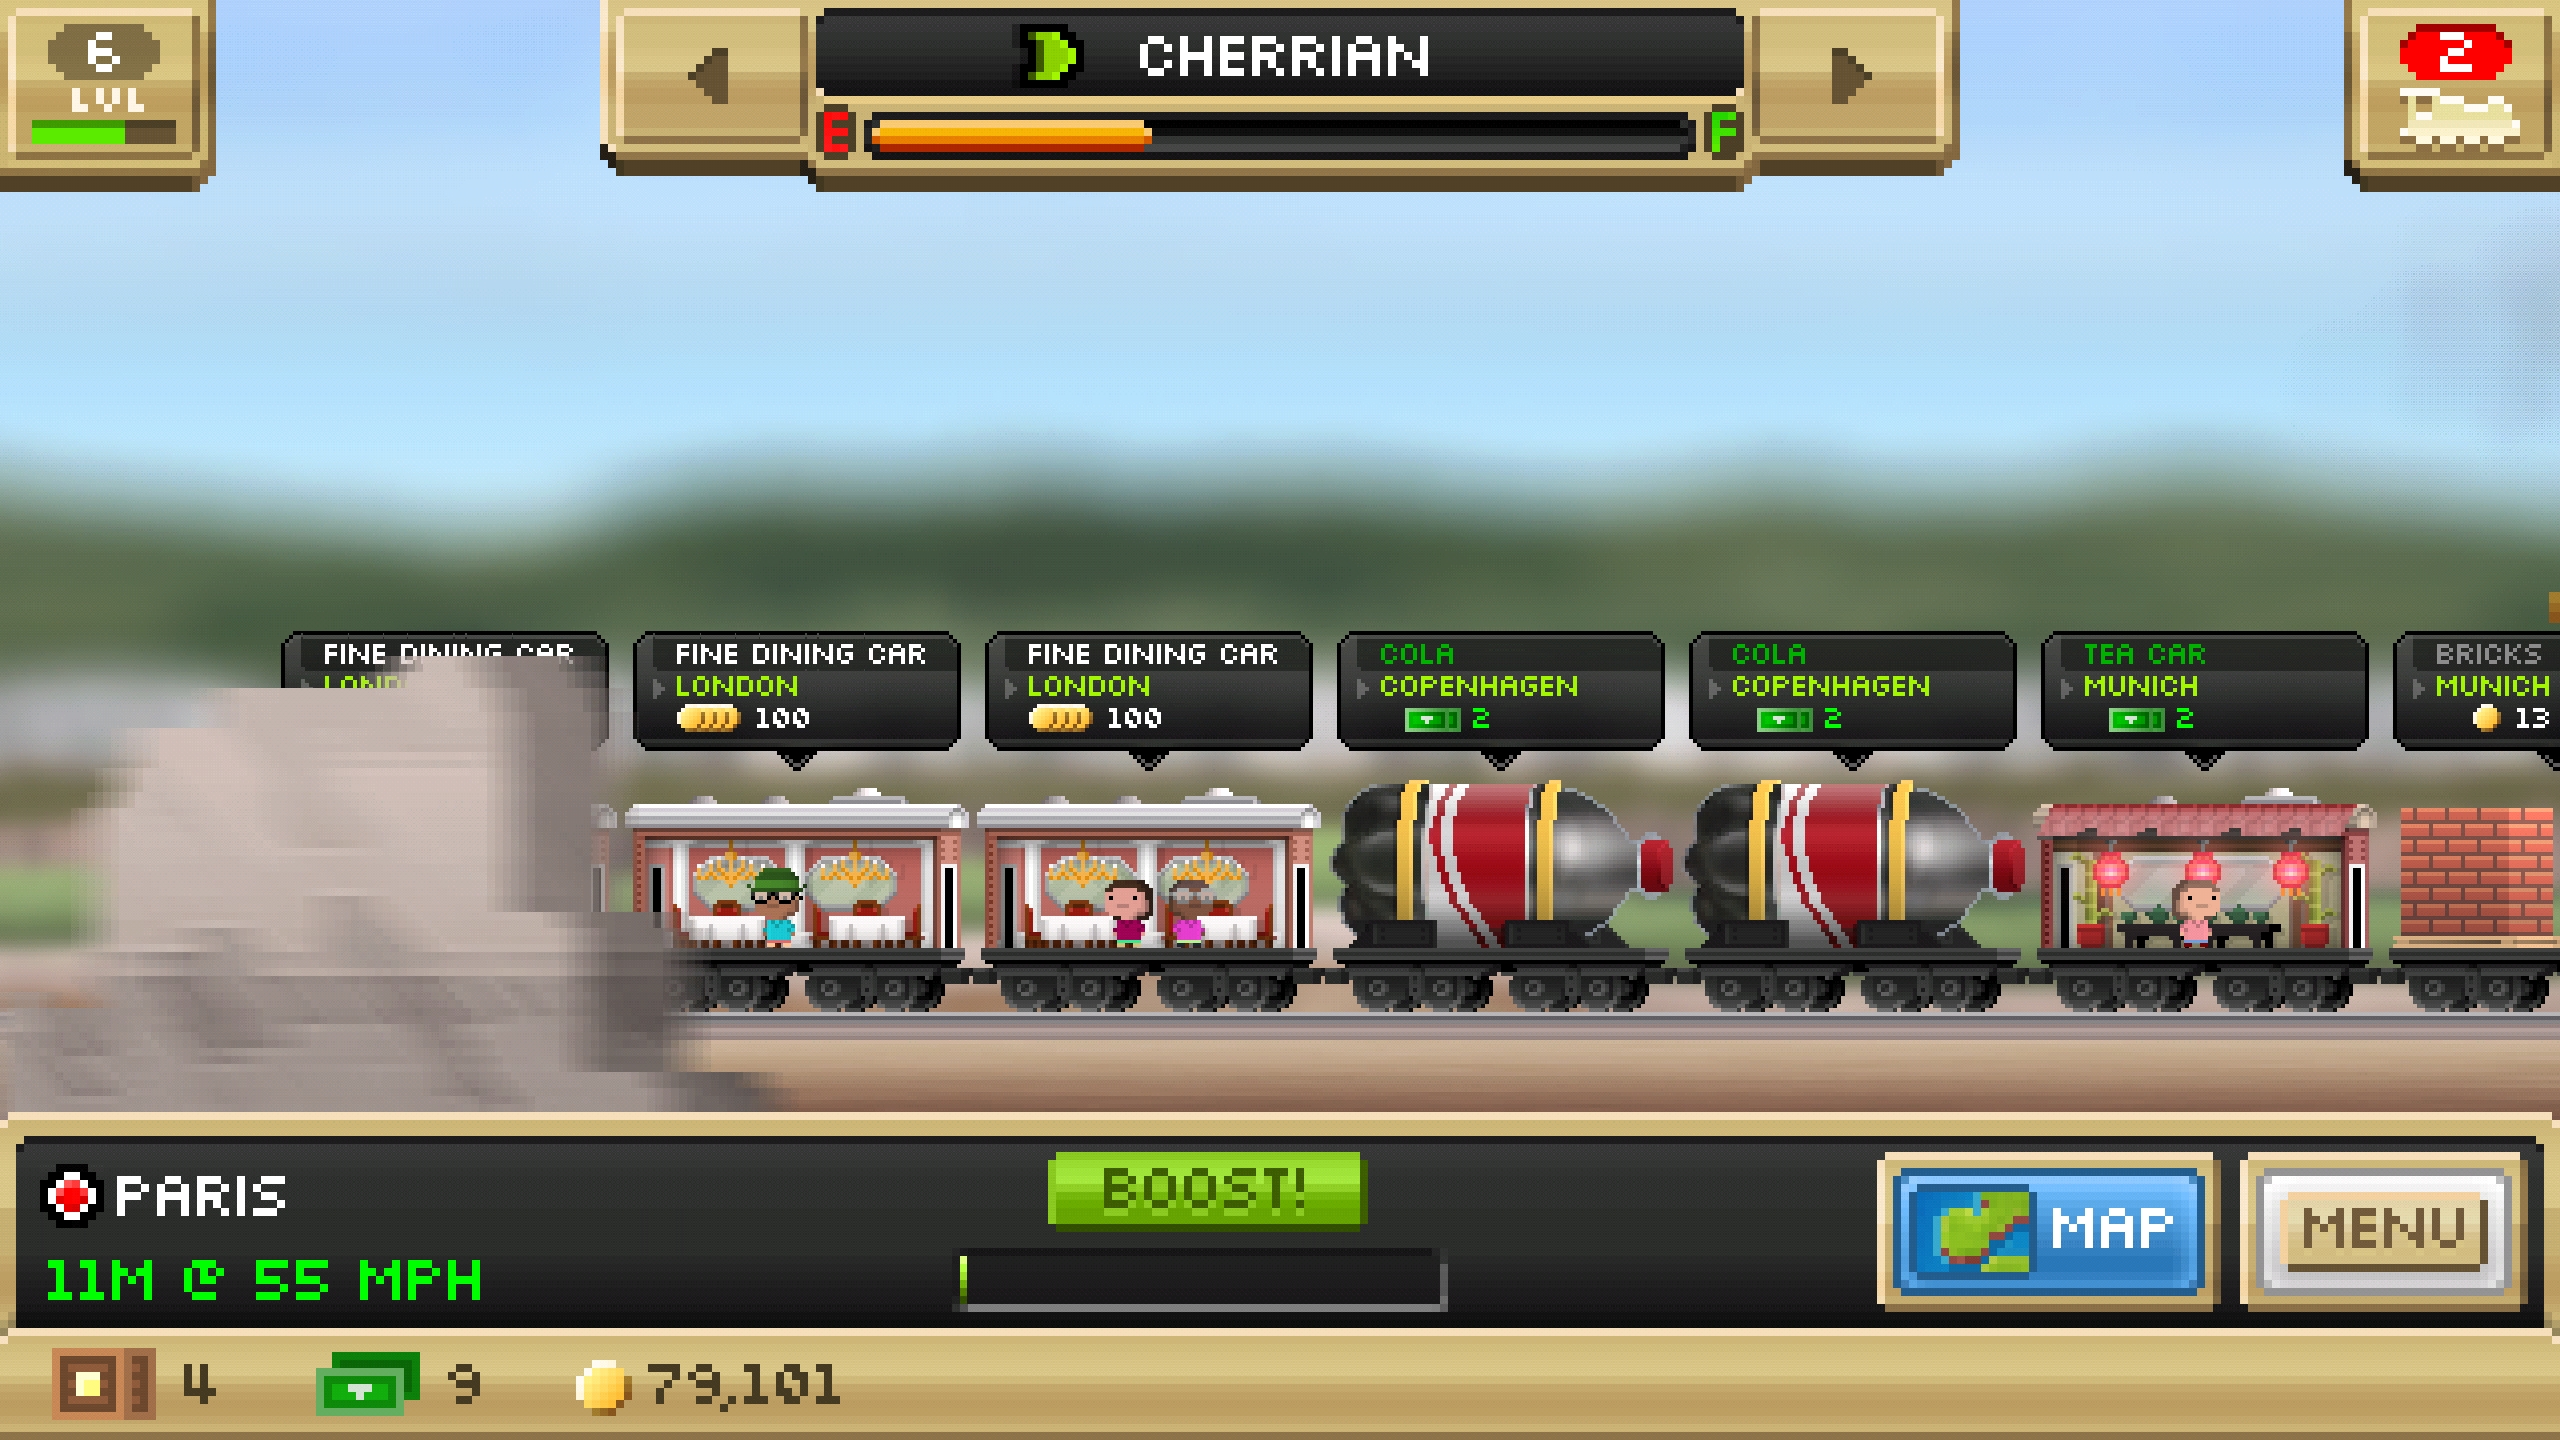 6
LVL
CHERRIAN
E
F
2
FINE DINING CAR
FINE DINING CAR
LONDON
100
FINE DINING CAR
LONDON
100
COLA
COPENHAGEN
2
COLA
COPENHAGEN
2
TEA CAR
MUNICH
2
BRICKS
MUNICH
13
PARIS
11M @ 55 MPH
BOOST!
MAP
MENU
4
9
79,101